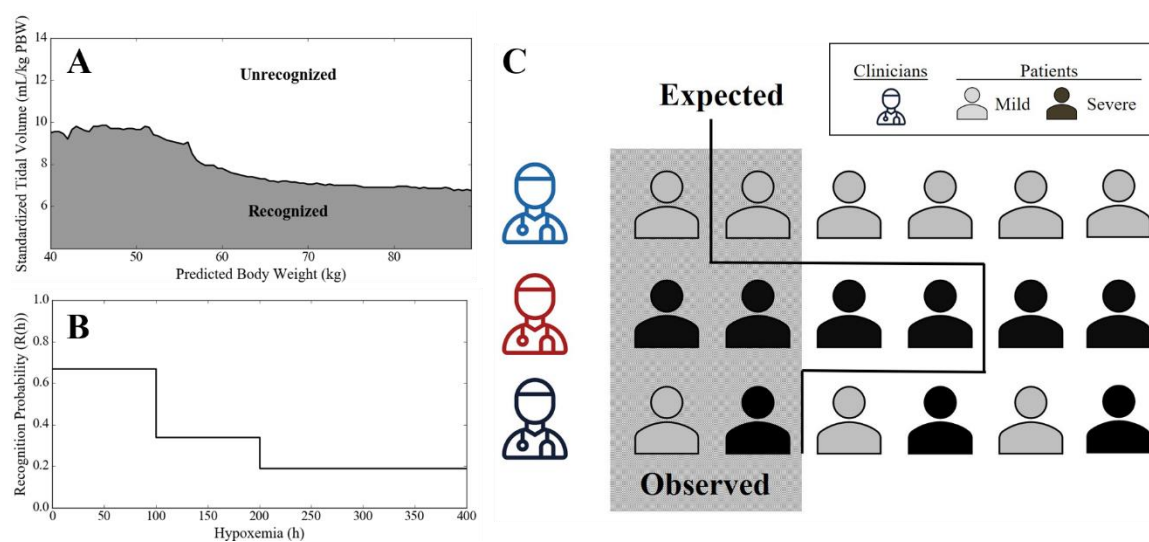 A
Standardized Tidal Volume (mL/kg PBW)
14
12
10
8
6
Unrecognized
Recognized
40
50
60
70
80
Predicted Body Weight (kg)
B
Recognition Probability (R(h))
1.0
0.8
0.6
0.4
0.2
0.0
0
50
100
150
200
250
300
350
400
Hypoxemia (h)
C
Expected
Clinicians
Patients
Mild
Severe
Observed